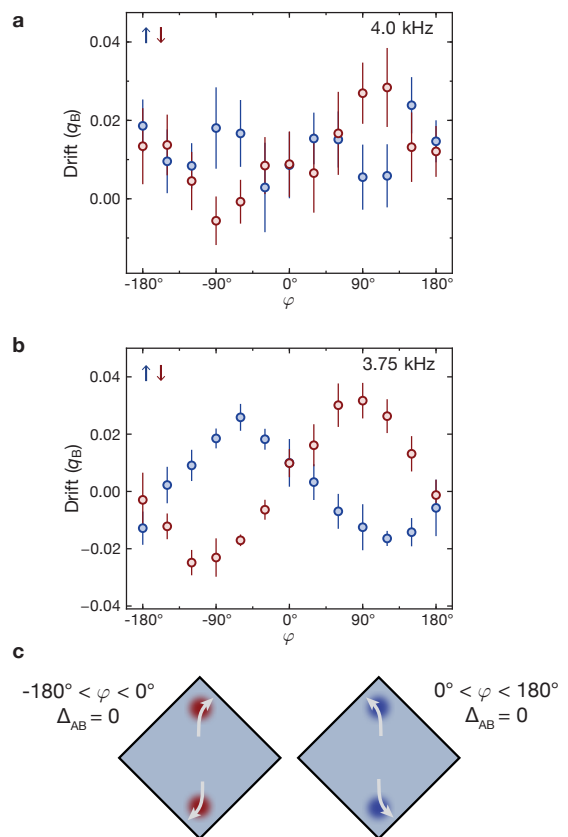 a
↑↓
4.0 kHz
0.04
0.02
0.00
Drift (qB)
-180° -90° 0° 90° 180°
φ
b
↑↓
3.75 kHz
0.04
0.02
0.00
-0.02
-0.04
Drift (qB)
-180° -90° 0° 90° 180°
φ
c
-180° < φ < 0°
ΔAB = 0
0° < φ < 180°
ΔAB = 0